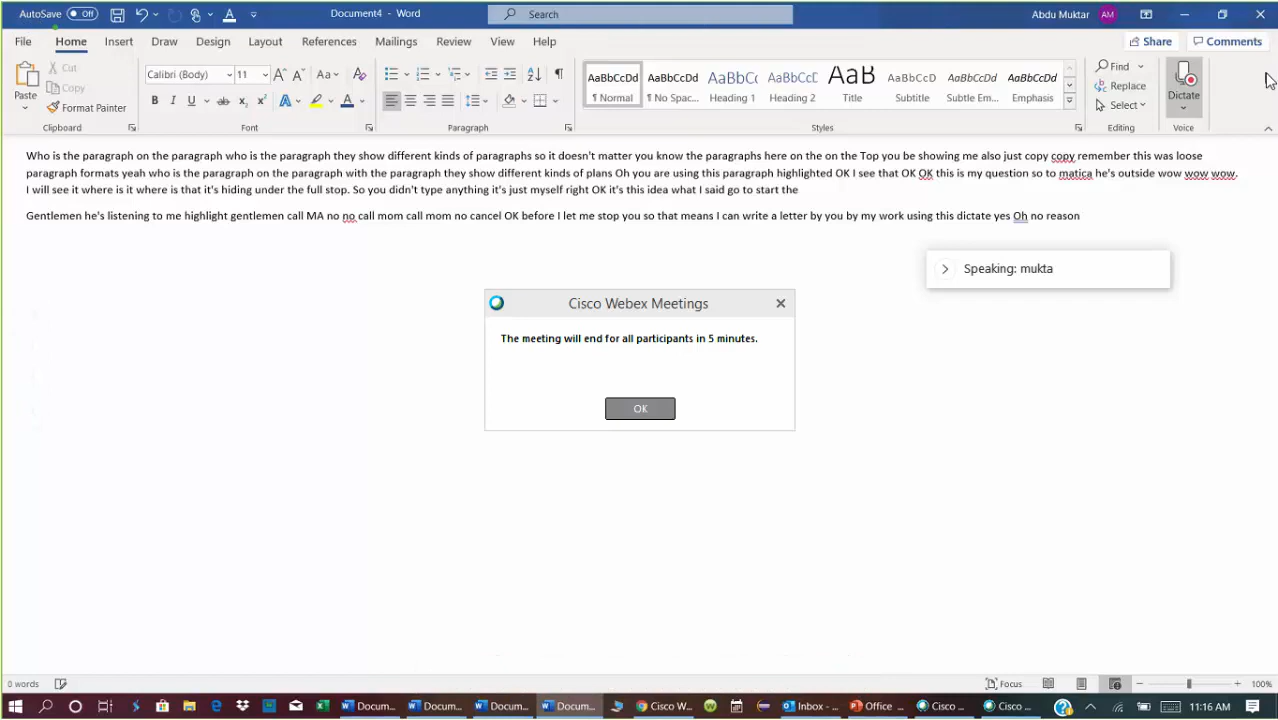 AutoSave Off Document4 - Word Search Abdu Muktar AM
File Home Insert Draw Design Layout References Mailings Review View Help Share Comments
Paste Cut Copy Format Painter
Calibri (Body) 11 Aa
B I U ab x2 x2 A A
AaBbCcDd AaBbCcDd AaBbCc AaBbCcC AaB AaBbCcD AaBbCcDd AaBbCcDd
¶ Normal ¶ No Spac... Heading 1 Heading 2 Title Subtitle Subtle Em... Emphasis
Find
Replace
Select
Dictate
Clipboard Font Paragraph Styles Editing Voice
Who is the paragraph on the paragraph who is the paragraph they show different kinds of paragraphs so it doesn't matter you know the paragraphs here on the on the Top you be showing me also just copy copy remember this was loose
paragraph formats yeah who is the paragraph on the paragraph with the paragraph they show different kinds of plans Oh you are using this paragraph highlighted OK I see that OK OK this is my question so to matica he's outside wow wow wow.
I will see it where is it where is that it's hiding under the full stop. So you didn't type anything it's just myself right OK it's this idea what I said go to start the
Gentlemen he's listening to me highlight gentlemen call MA no no call mom call mom no cancel OK before I let me stop you so that means I can write a letter by you by my work using this dictate yes Oh no reason
Speaking: mukta
Cisco Webex Meetings
The meeting will end for all participants in 5 minutes.
OK
0 words Focus 100%
Docum... Docum... Docum... Docum... Cisco W... Inbox - ... Office ... Cisco ... Cisco ... 11:16 AM